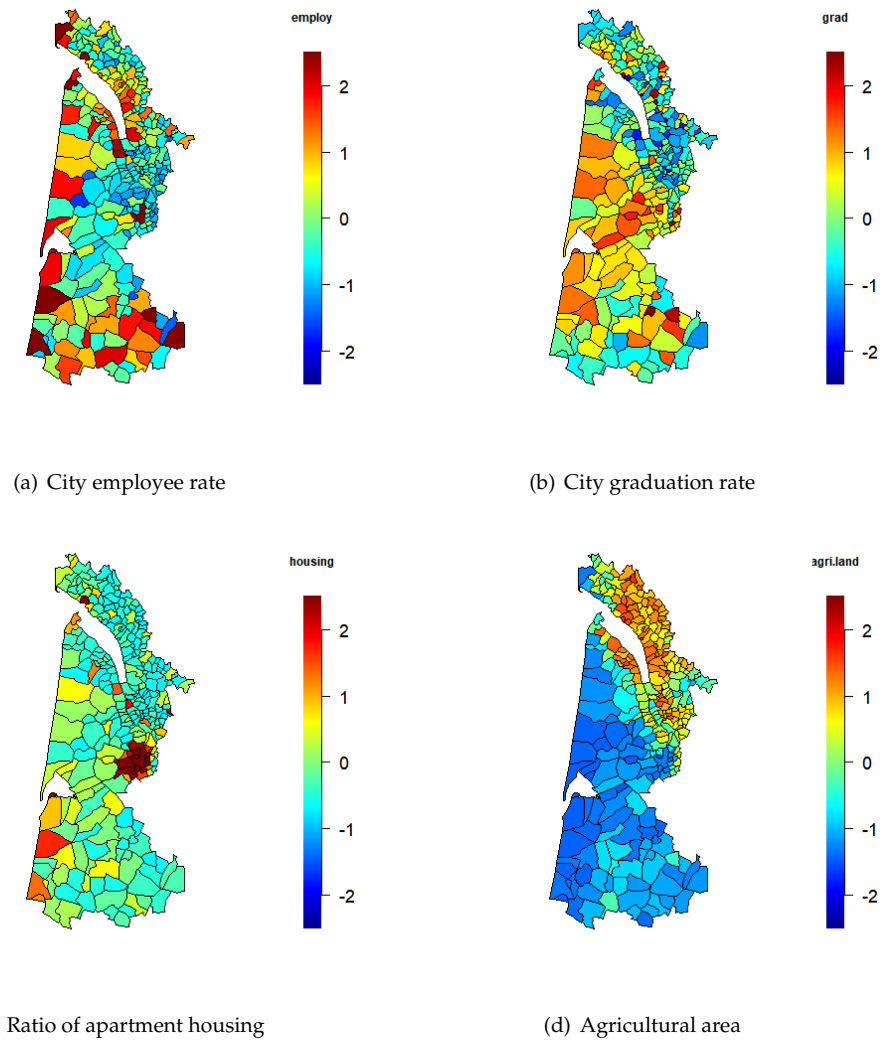 employ
2
1
0
-1
-2
(a) City employee rate
grad
2
1
0
-1
-2
(b) City graduation rate
housing
2
1
0
-1
-2
Ratio of apartment housing
agri.land
2
1
0
-1
-2
(d) Agricultural area